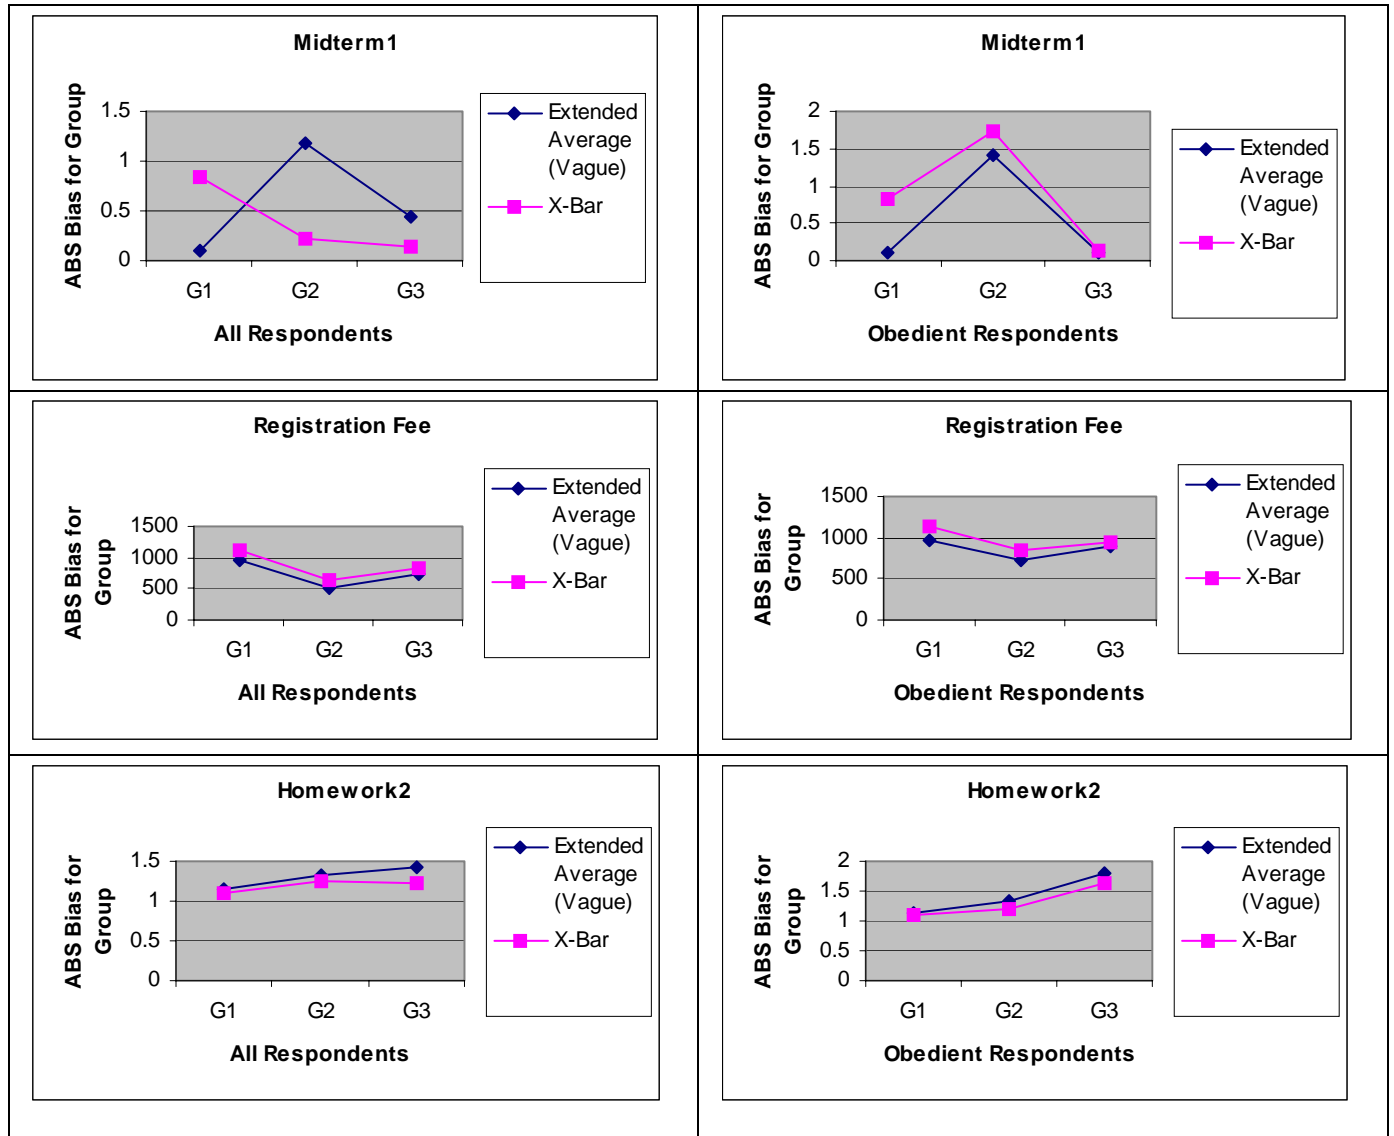 Midterm1
ABS Bias for Group
1.5
1
0.5
0
G1 G2 G3
All Respondents
Extended
Average
(Vague)
X-Bar
Midterm1
ABS Bias for Group
2
1.5
1
0.5
0
G1 G2 G3
Obedient Respondents
Extended
Average
(Vague)
X-Bar
Registration Fee
ABS Bias for
Group
1500
1000
500
0
G1 G2 G3
All Respondents
Extended
Average
(Vague)
X-Bar
Registration Fee
ABS Bias for
Group
1500
1000
500
0
G1 G2 G3
Obedient Respondents
Extended
Average
(Vague)
X-Bar
Homework2
ABS Bias for
Group
1.5
1
0.5
0
G1 G2 G3
All Respondents
Extended
Average
(Vague)
X-Bar
Homework2
ABS Bias for
Group
2
1.5
1
0.5
0
G1 G2 G3
Obedient Respondents
Extended
Average
(Vague)
X-Bar